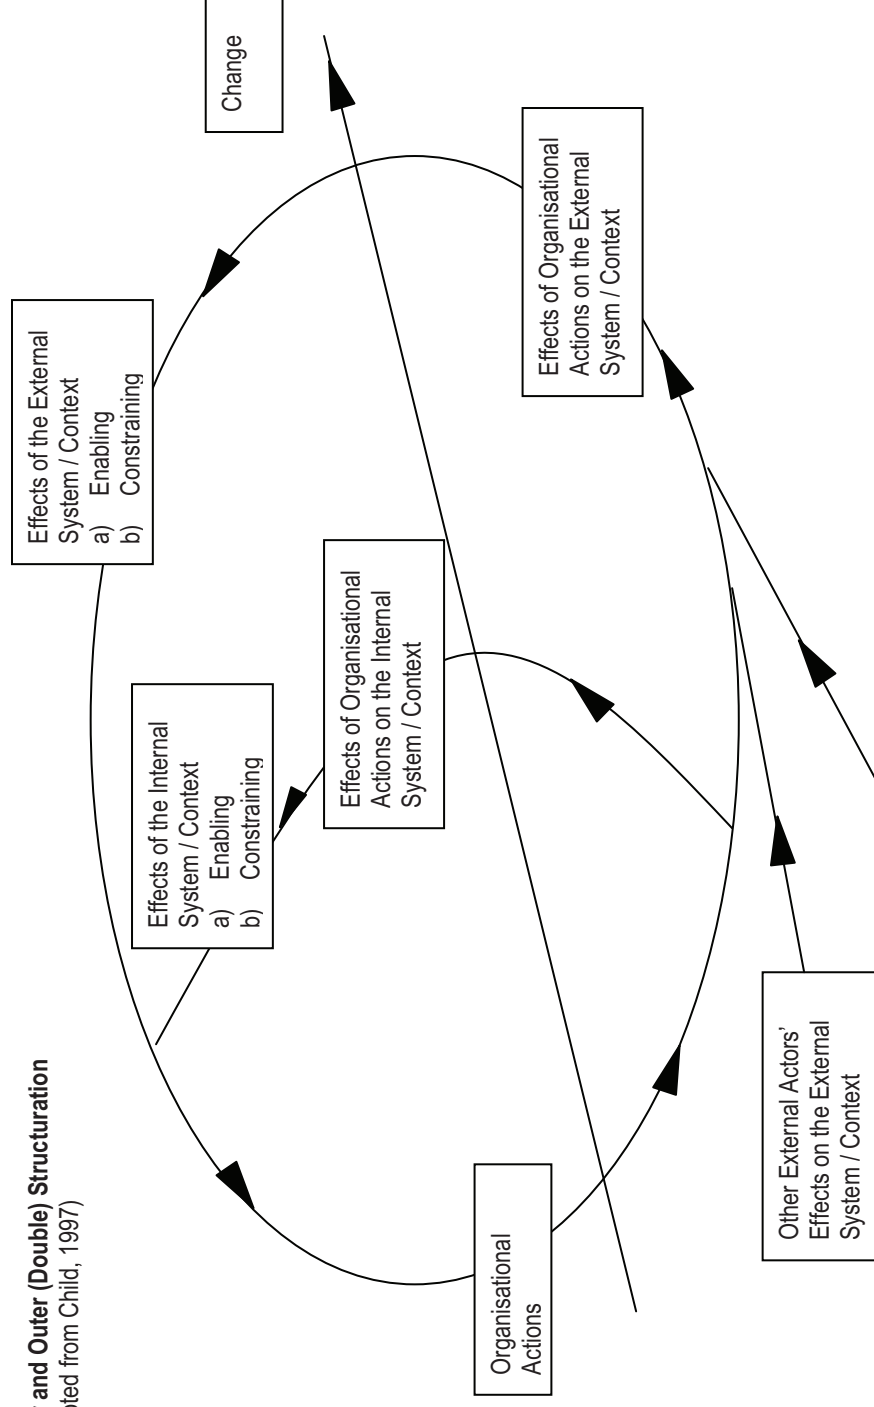 and Outer (Double) Structuration
from Child, 1997)
Effects of the External
System / Context
a) Enabling
b) Constraining
Change
Effects of the Internal
System / Context
a) Enabling
b) Constraining
Effects of Organisational
Actions on the Internal
System / Context
Effects of Organisational
Actions on the External
System / Context
Organisational
Actions
Other External Actors’
Effects on the External
System / Context